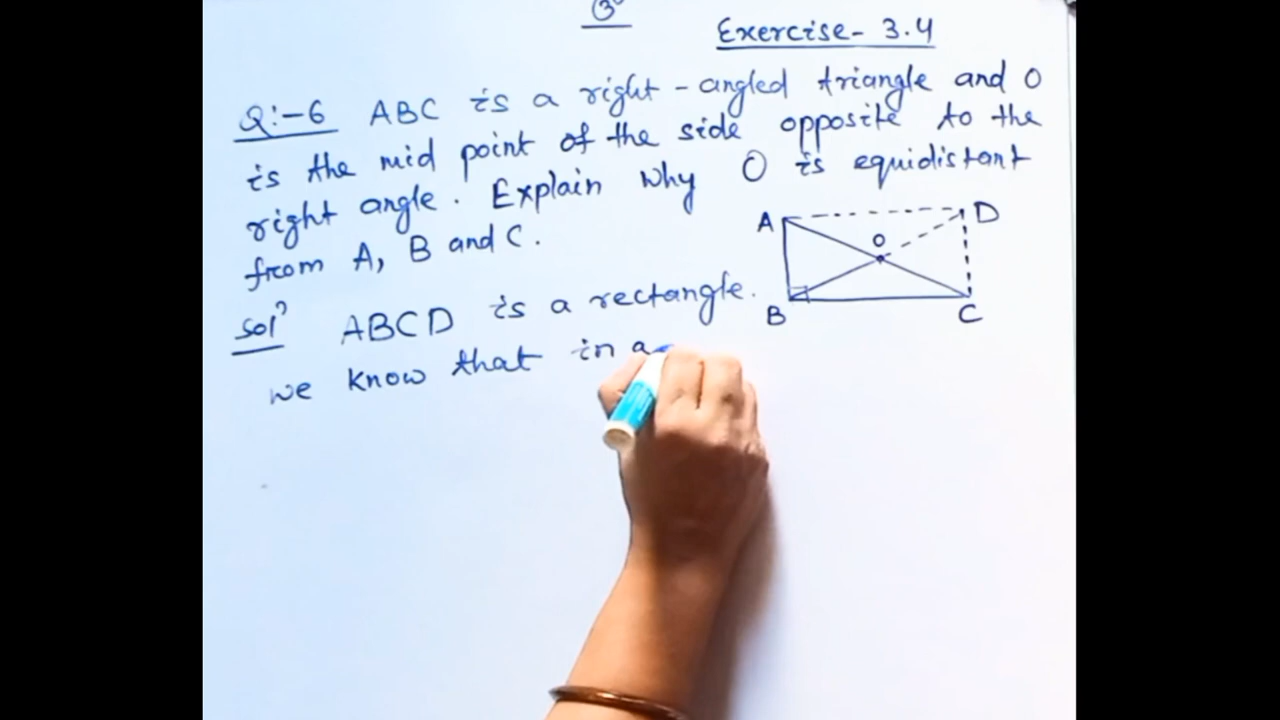 Exercise - 3.4
Q:-6 ABC is a right-angled triangle and O
is the mid point of the side opposite to the
right angle. Explain why O is equidistant
from A, B and C.
A D
O
B C
Solⁿ ABCD is a rectangle.
we know that in a